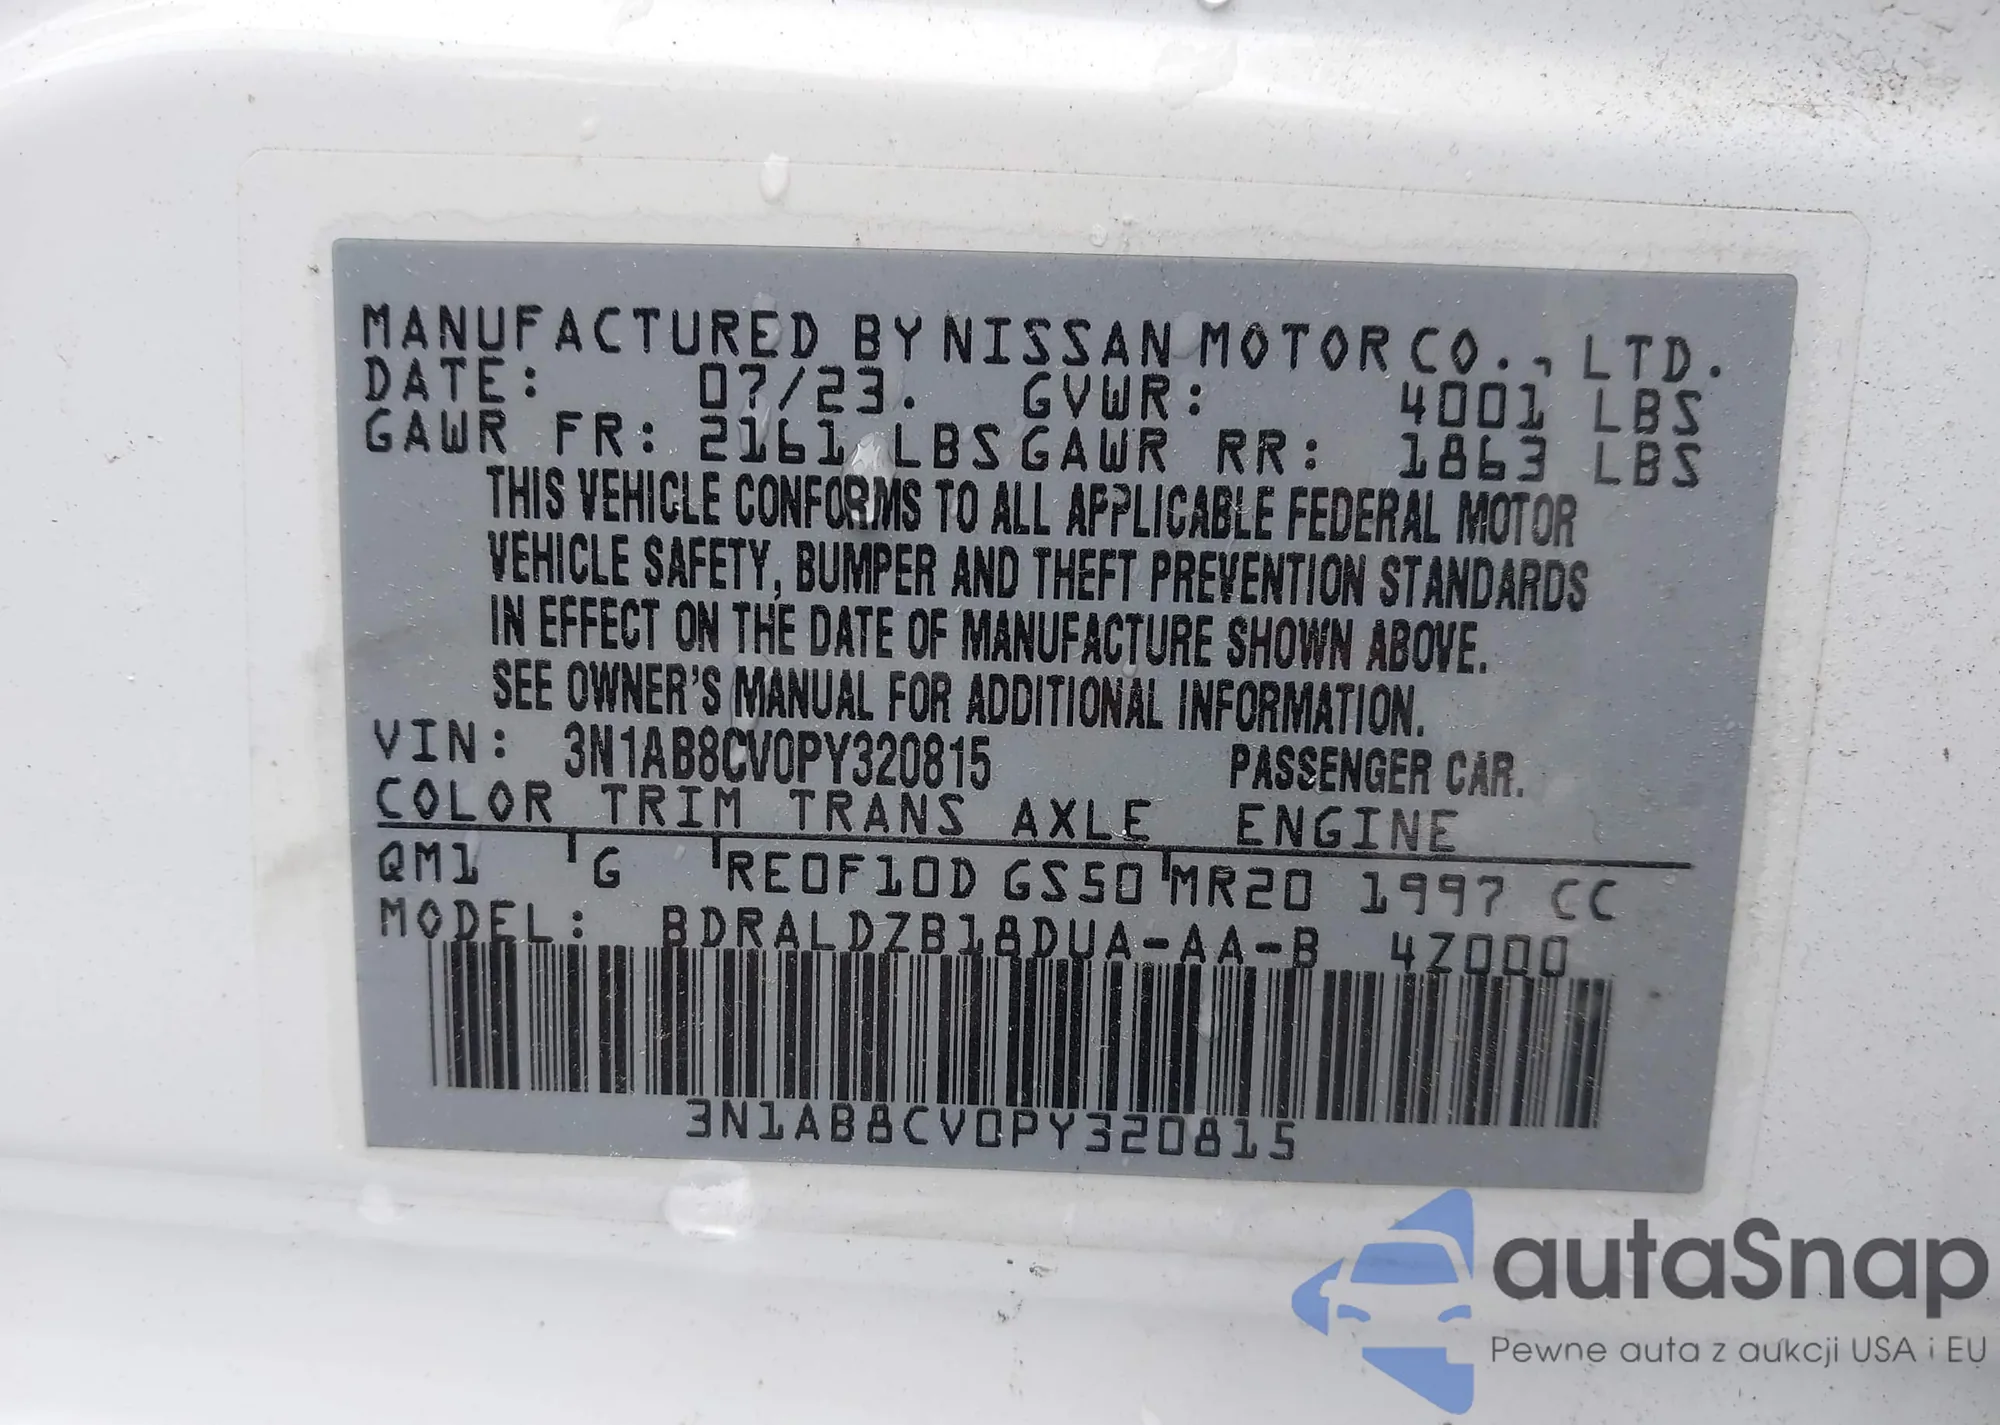 MANUFACTURED BY NISSAN MOTOR CO., LTD.
DATE: 07/23. GVWR: 4001 LBS
GAWR FR: 2161 LBS GAWR RR: 1863 LBS
THIS VEHICLE CONFORMS TO ALL APPLICABLE FEDERAL MOTOR
VEHICLE SAFETY, BUMPER AND THEFT PREVENTION STANDARDS
IN EFFECT ON THE DATE OF MANUFACTURE SHOWN ABOVE.
SEE OWNER'S MANUAL FOR ADDITIONAL INFORMATION.
VIN: 3N1AB8CV0PY320815 PASSENGER CAR.
COLOR TRIM TRANS AXLE ENGINE
QM1 G RE0F10D GS50 MR20 1997 CC
MODEL: BDRALDZB18DUA-AA-B 4Z000
3N1AB8CV0PY320815
autaSnap
Pewne auta z aukcji USA i EU